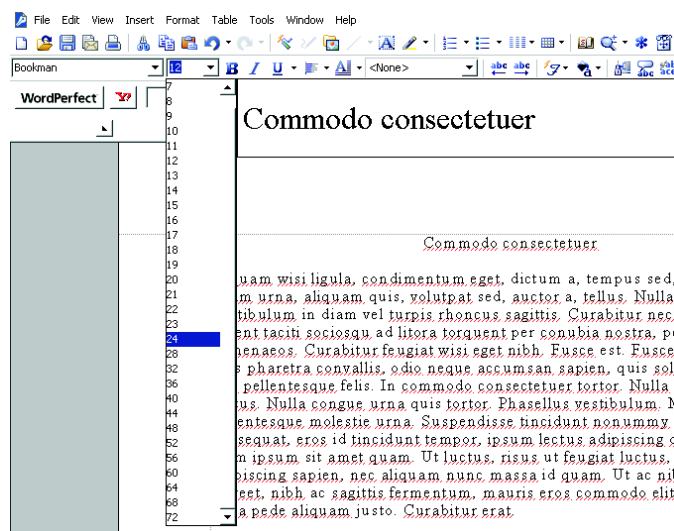 File Edit View Insert Format Table Tools Window Help
Bookman 12 B I U A <None> abc abc
WordPerfect Y!
7
8
9
10
11
12
13
14
15
16
17
18
19
20
21
22
23
24
28
32
36
40
44
48
52
56
60
64
68
72
Commodo consectetuer
Commodo consectetuer
uam wisi ligula, condimentum eget, dictum a, tempus sed,
m urna, aliquam quis, volutpat sed, auctor a, tellus. Nulla
tibulum in diam vel turpis rhoncus sagittis. Curabitur nec
ent taciti sociosqu ad litora torquent per conubia nostra, p
nenaeos. Curabitur feugiat wisi eget nibh. Fusce est. Fusce
s pharetra convallis, odio neque accumsan sapien, quis sol
pellentesque felis. In commodo consectetuer tortor. Nulla
us. Nulla congue urna quis tortor. Phasellus vestibulum. M
entesque molestie urna. Suspendisse tincidunt nonummy
sequat, eros id tincidunt tempor, ipsum lectus adipiscing
m ipsum sit amet quam. Ut luctus, risus ut feugiat luctus,
piscing sapien, nec aliquam nunc massa id quam. Ut ac ni
reet, nibh ac sagittis fermentum, mauris eros commodo elit
a pede aliquam justo. Curabitur erat.